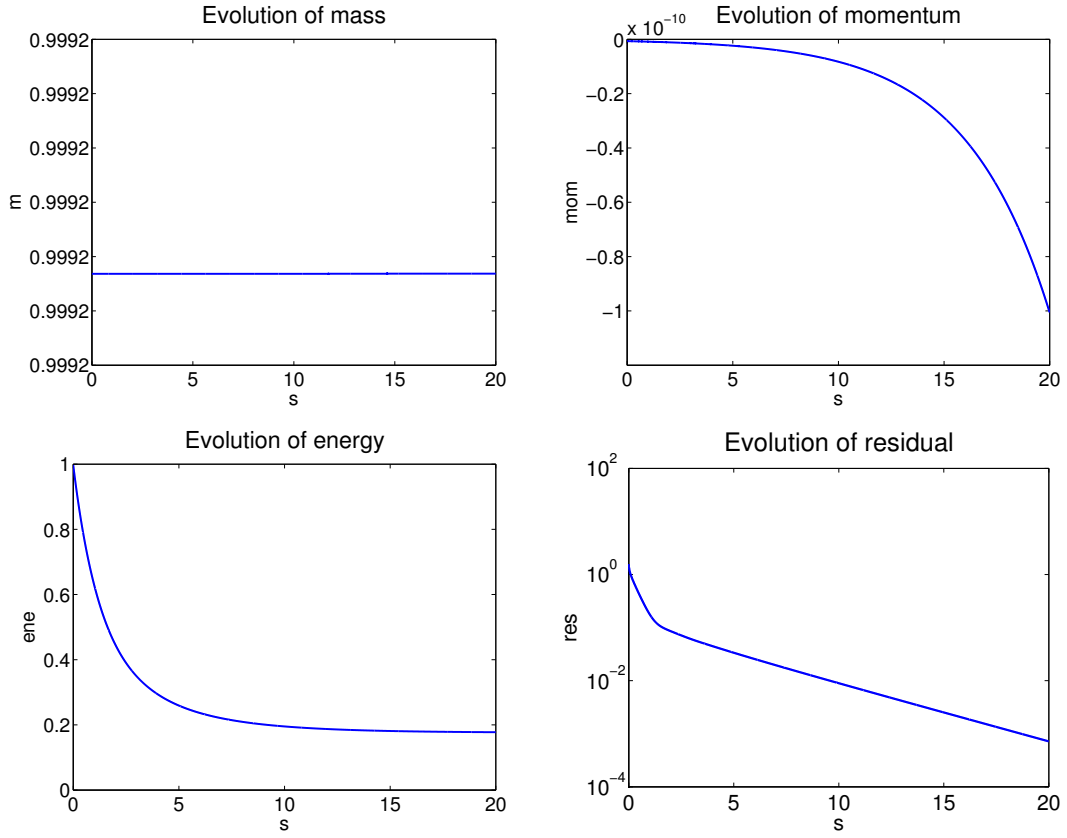 Evolution of mass
0.9992
0.9992
0.9992
0.9992
0.9992
0.9992
0.9992
m
0 5 10 15 20
s
Evolution of momentum
x 10^−10
0
−0.2
−0.4
−0.6
−0.8
−1
mom
0 5 10 15 20
s
Evolution of energy
1
0.8
0.6
0.4
0.2
0
ene
0 5 10 15 20
s
Evolution of residual
10^2
10^0
10^−2
10^−4
res
0 5 10 15 20
s